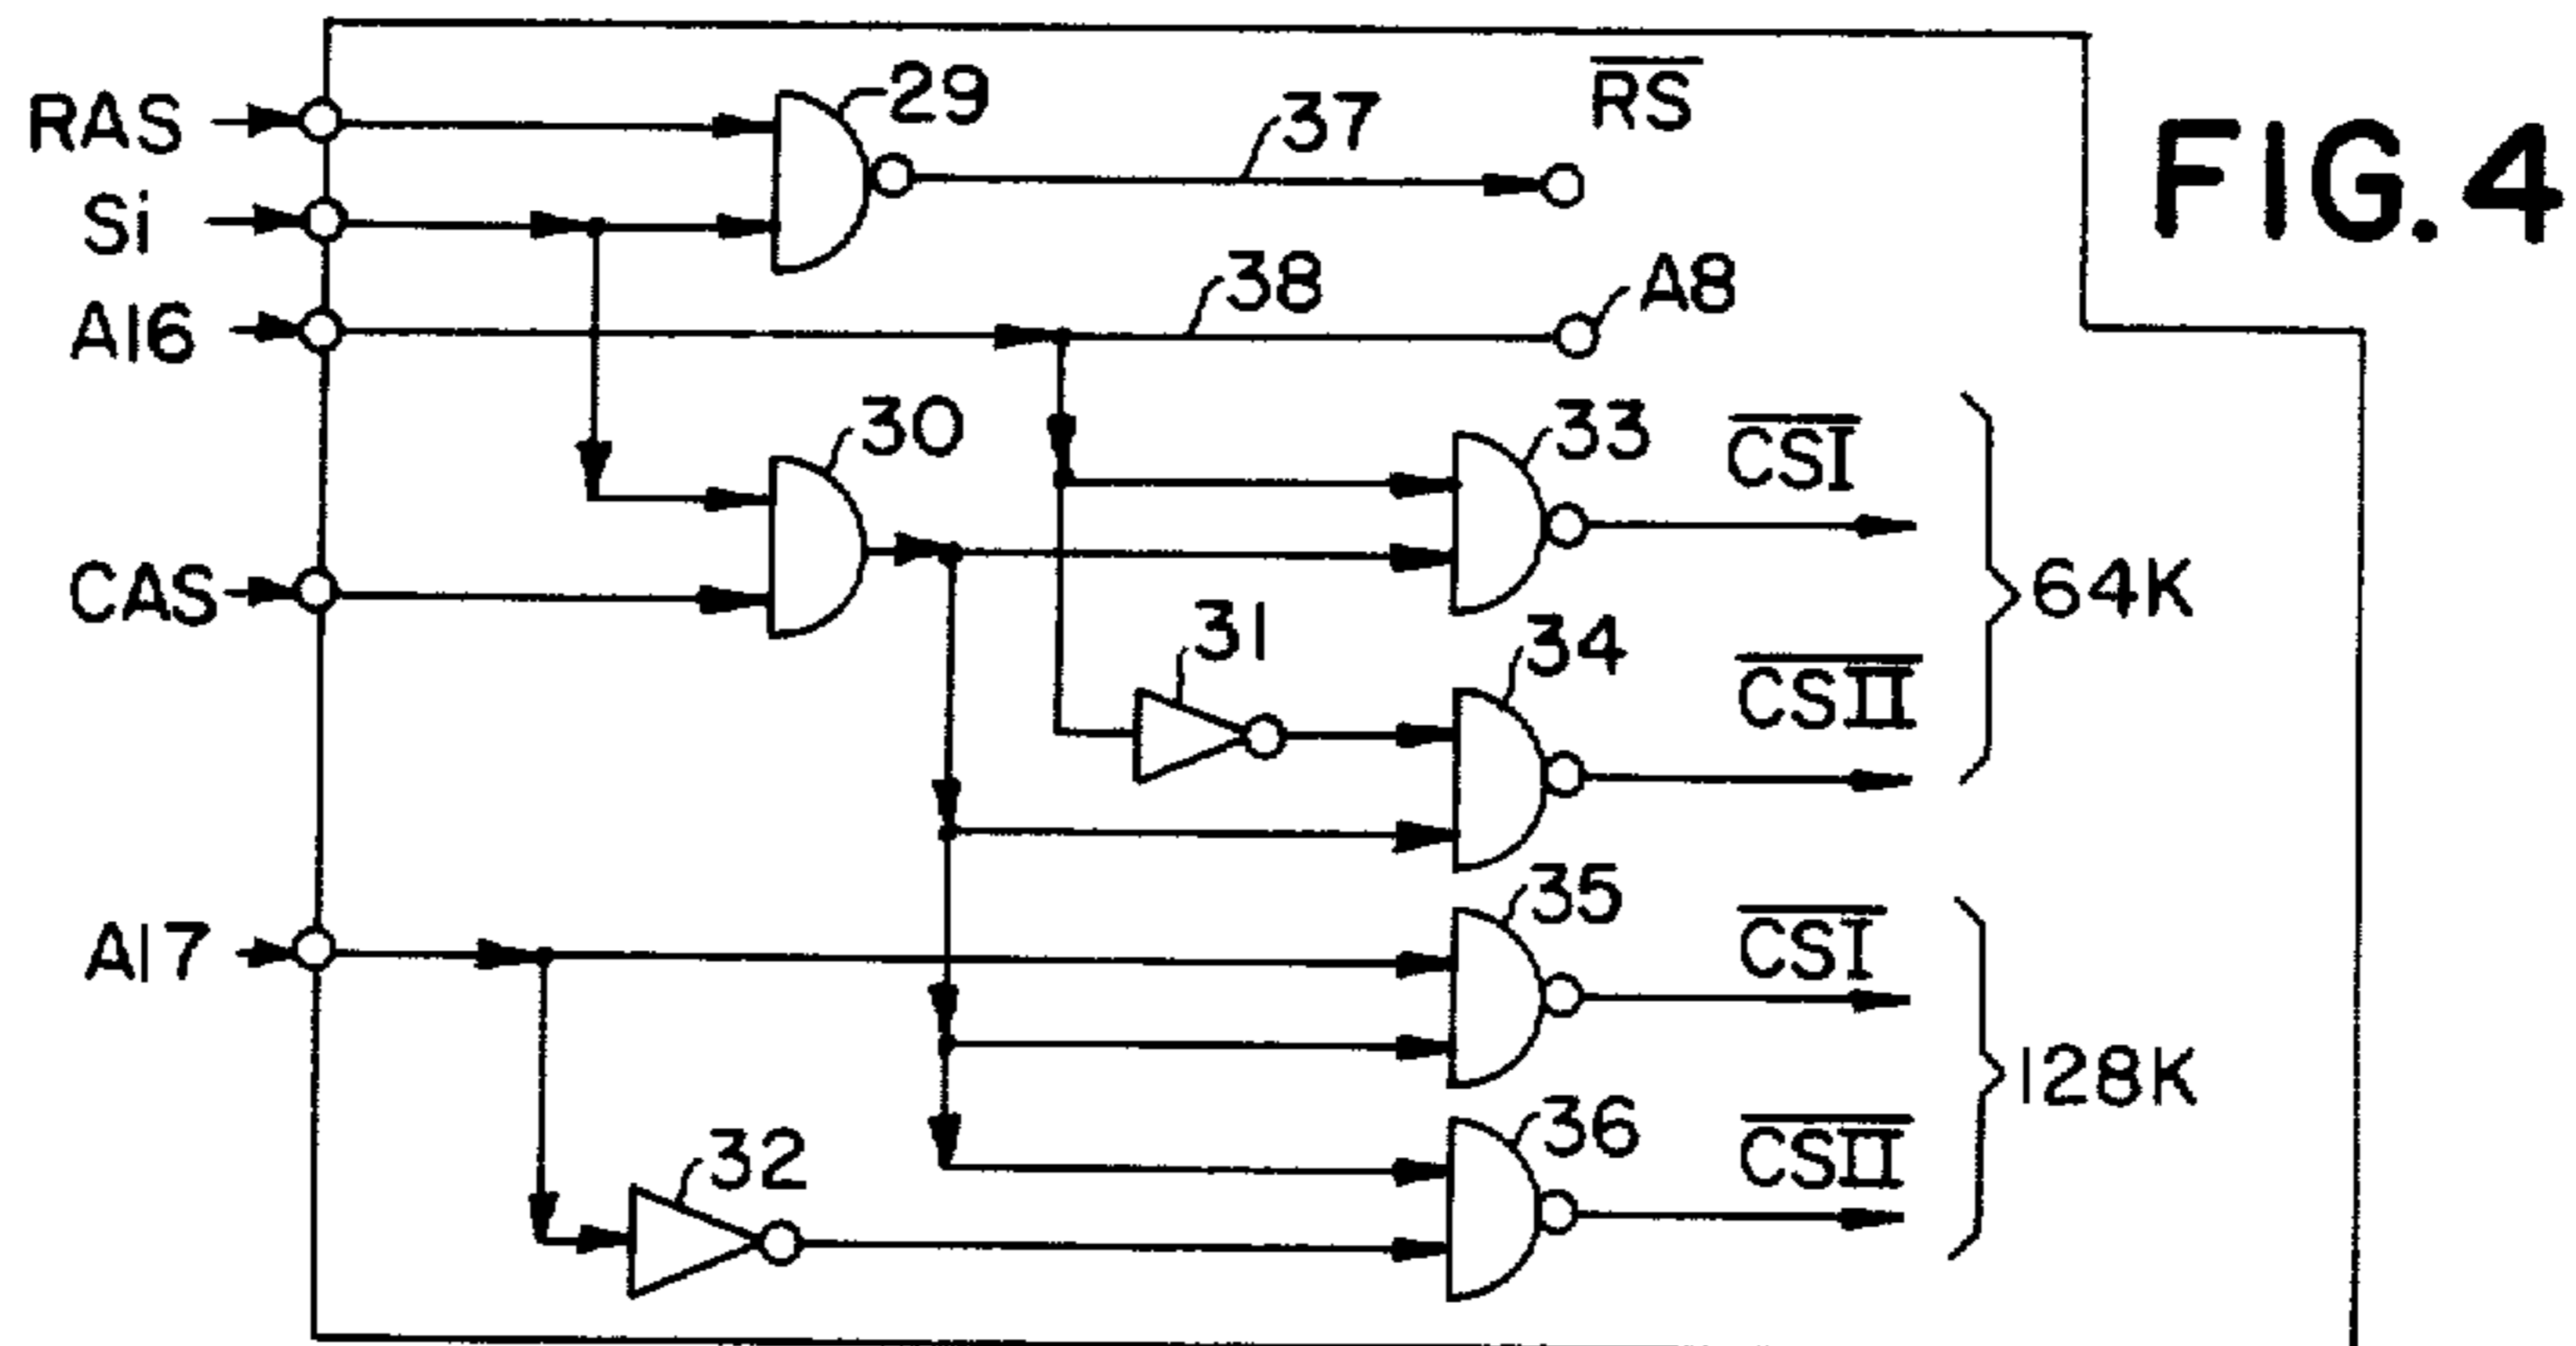 FIG.4
RAS
Si
A16
CAS
A17
29
37
RS
38
A8
30
33
CSI
31
34
CSII
64K
35
CSI
32
36
CSII
128K